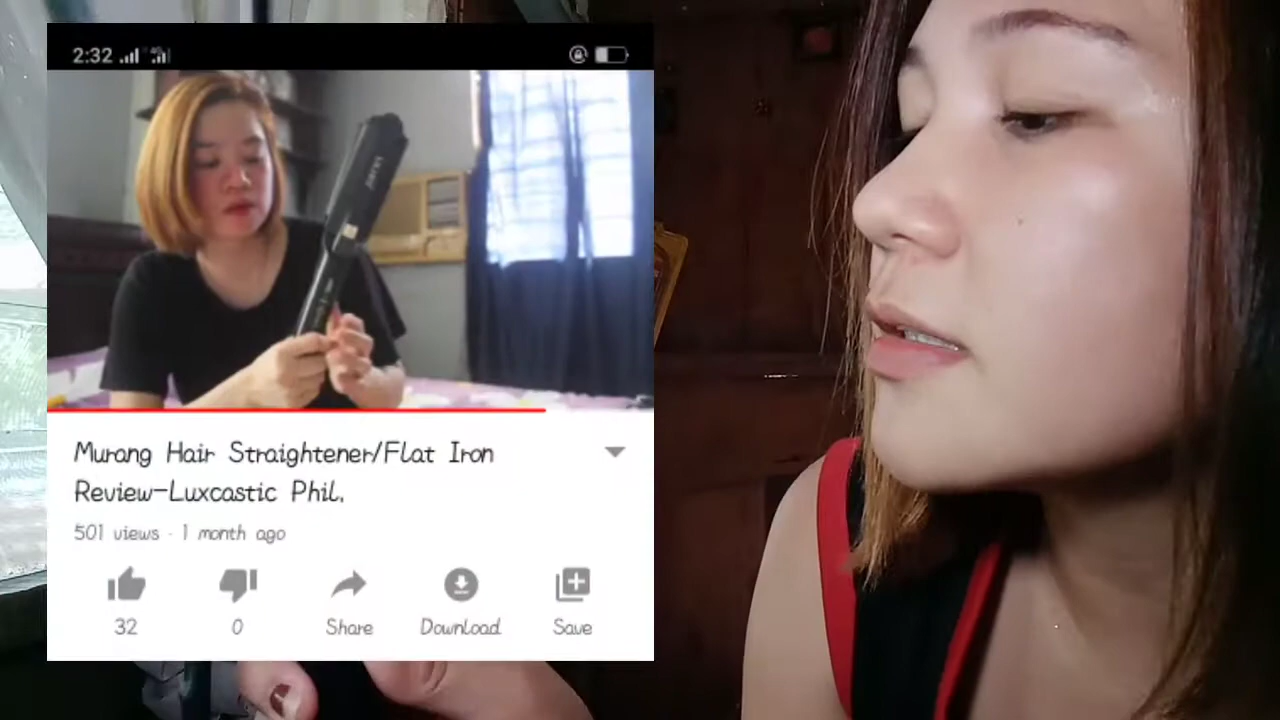 2:32
Murang Hair Straightener/Flat Iron
Review-Luxcastic Phil.
501 views · 1 month ago
32
0
Share
Download
Save